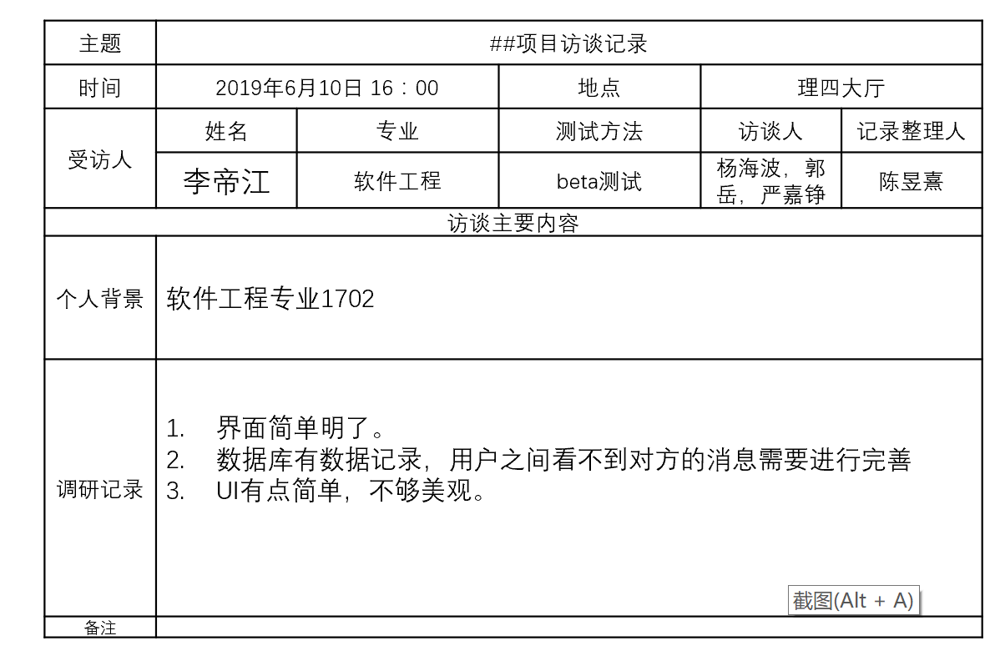 主题 ##项目访谈记录
时间 2019年6月10日 16：00 地点 理四大厅
受访人 姓名 专业 测试方法 访谈人 记录整理人
李帝江 软件工程 beta测试 杨海波，郭
岳，严嘉铮 陈昱熹
访谈主要内容
个人背景 软件工程专业1702
调研记录
1. 界面简单明了。
2. 数据库有数据记录，用户之间看不到对方的消息需要进行完善
3. UI有点简单，不够美观。
截图(Alt + A)
备注